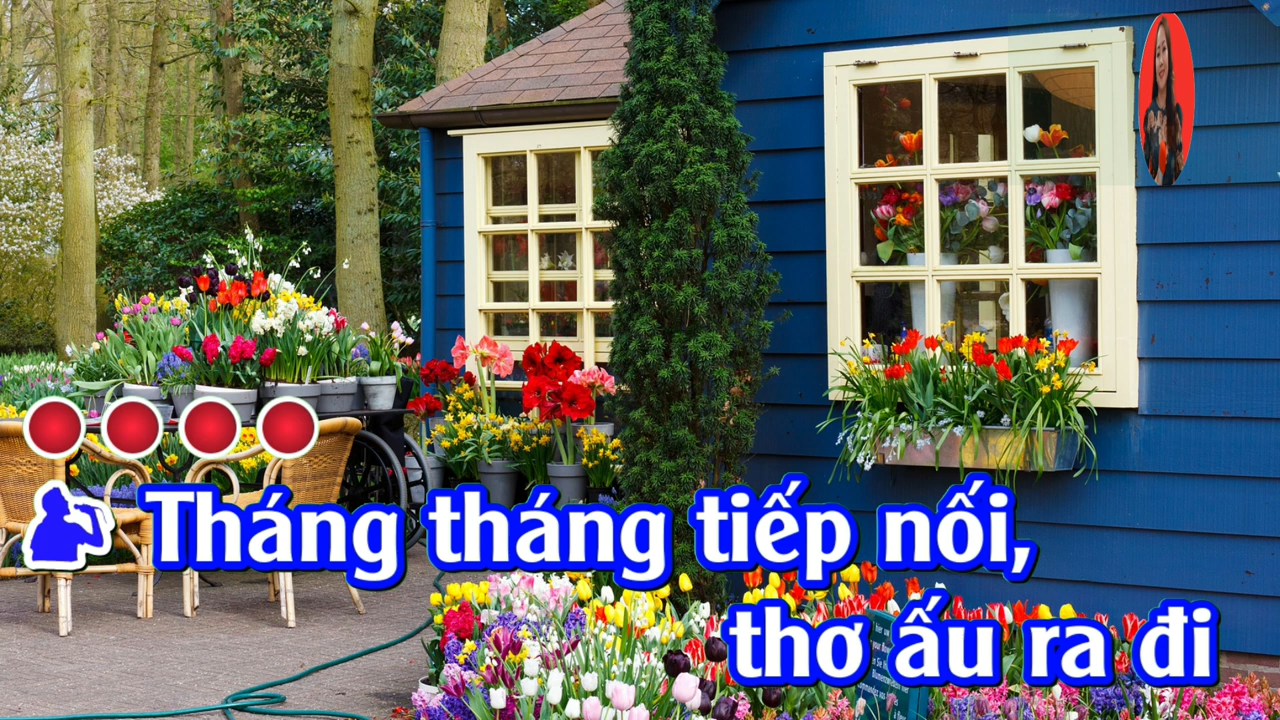 Tháng tháng tiếp nối,
thơ ấu ra đi